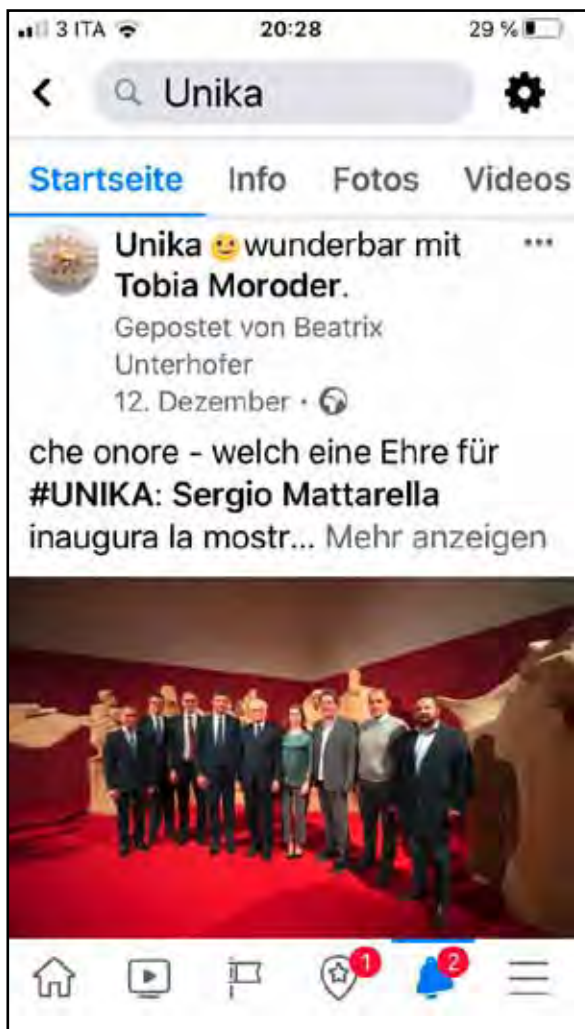 3 ITA 20:28 29 %
Unika
Startseite Info Fotos Videos
Unika 😊 wunderbar mit
Tobia Moroder.
Gepostet von Beatrix
Unterhofer
12. Dezember ·
che onore - welch eine Ehre für
#UNIKA: Sergio Mattarella
inaugura la mostr... Mehr anzeigen
1 2